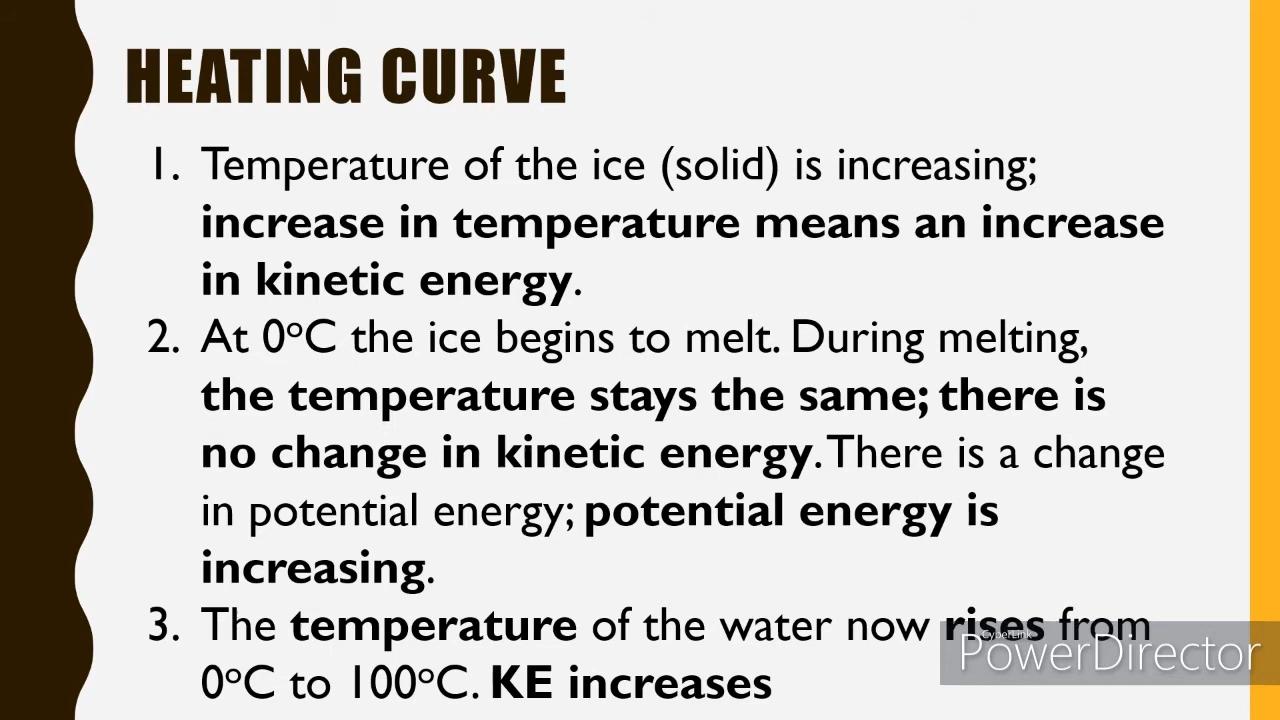 HEATING CURVE
1. Temperature of the ice (solid) is increasing;
increase in temperature means an increase
in kinetic energy.
2. At 0°C the ice begins to melt. During melting,
the temperature stays the same; there is
no change in kinetic energy. There is a change
in potential energy; potential energy is
increasing.
3. The temperature of the water now rises from
0°C to 100°C. KE increases
CyberLink
PowerDirector